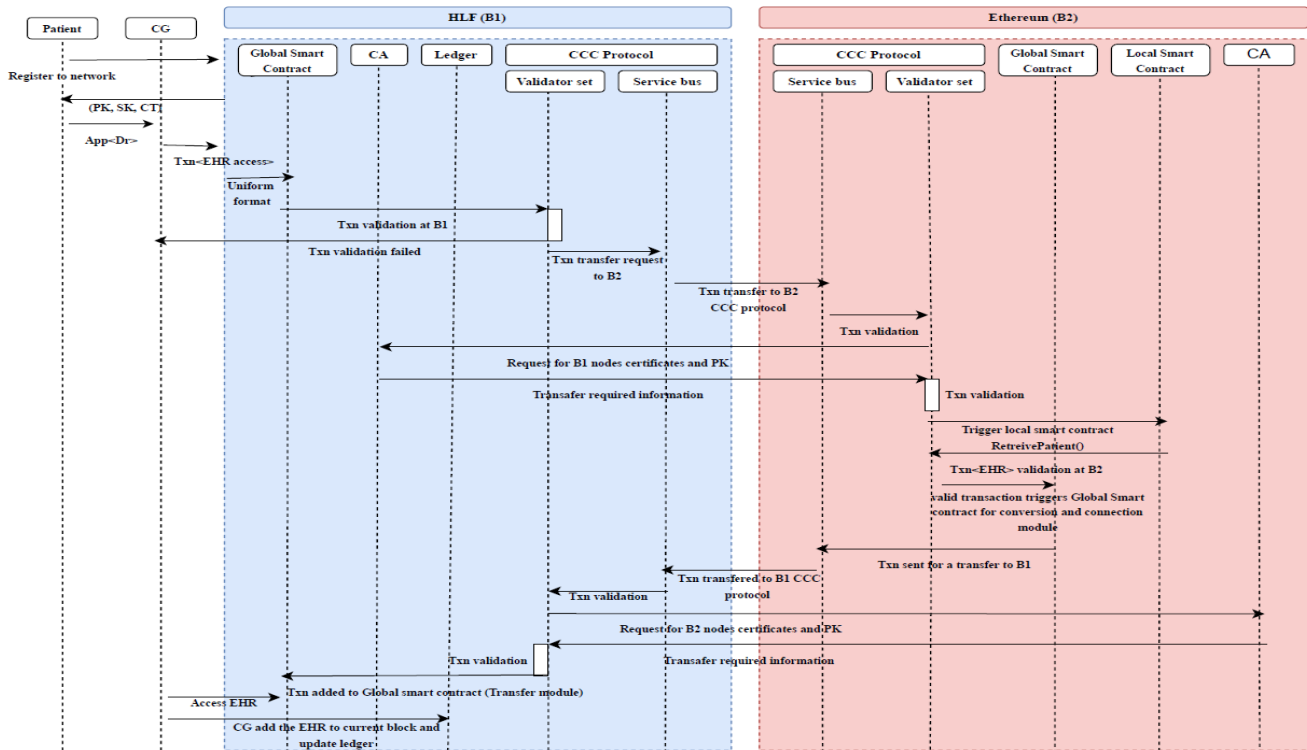 HLF (B1)
Ethereum (B2)
Patient
CG
Global Smart
Contract
CA
Ledger
CCC Protocol
CCC Protocol
Global Smart
Contract
Local Smart
Contract
CA
Validator set
Service bus
Service bus
Validator set
Register to network
(PK, SK, CT)
App<Dr>
Txn<EHR access>
Uniform
format
Txn validation at B1
Txn validation failed
Txn transfer request
to B2
Txn transfer to B2
CCC protocol
Txn validation
Request for B1 nodes certificates and PK
Transafer required information
Txn validation
Trigger local smart contract
RetreivePatient()
Txn<EHR> validation at B2
valid transaction triggers Global Smart
contract for conversion and connection
module
Txn sent for a transfer to B1
Txn transfered to B1 CCC
protocol
Txn validation
Request for B2 nodes certificates and PK
Txn validation
Transafer required information
Txn added to Global smart contract (Transfer module)
Access EHR
CG add the EHR to current block and
update ledger